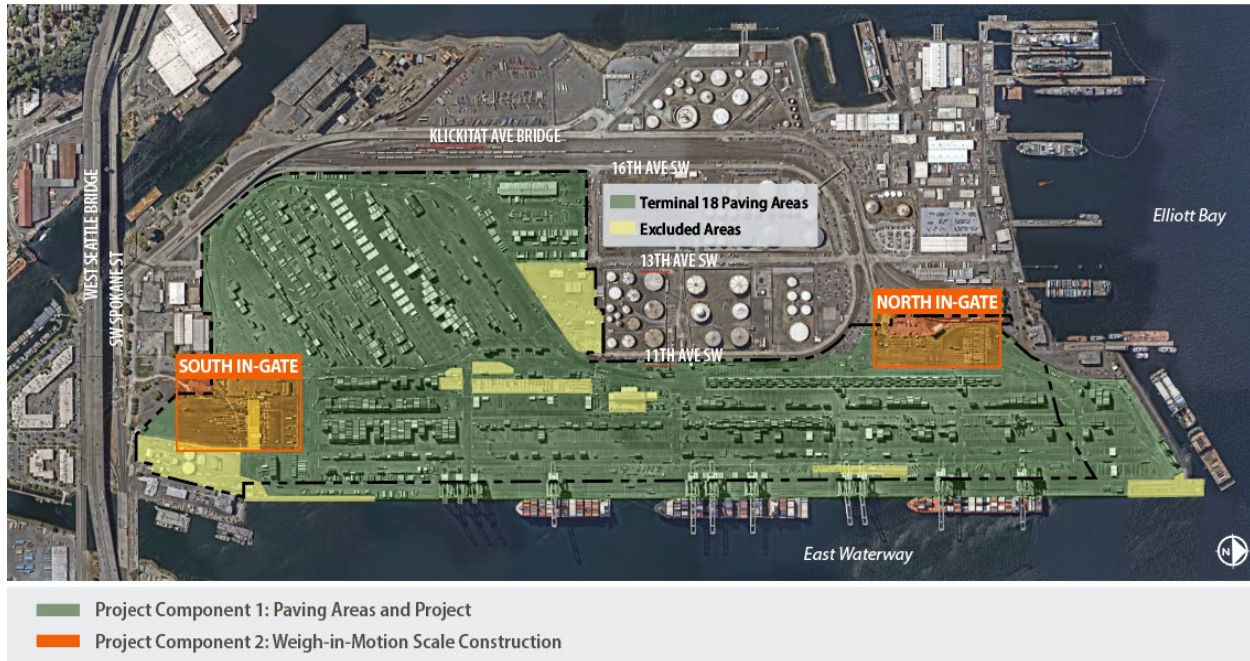 KLICKITAT AVE BRIDGE
16TH AVE SW
Terminal 18 Paving Areas
Excluded Areas
Elliott Bay
WEST SEATTLE BRIDGE
SW SPOKANE ST
13TH AVE SW
NORTH IN-GATE
11TH AVE SW
SOUTH IN-GATE
East Waterway
N
Project Component 1: Paving Areas and Project
Project Component 2: Weigh-in-Motion Scale Construction